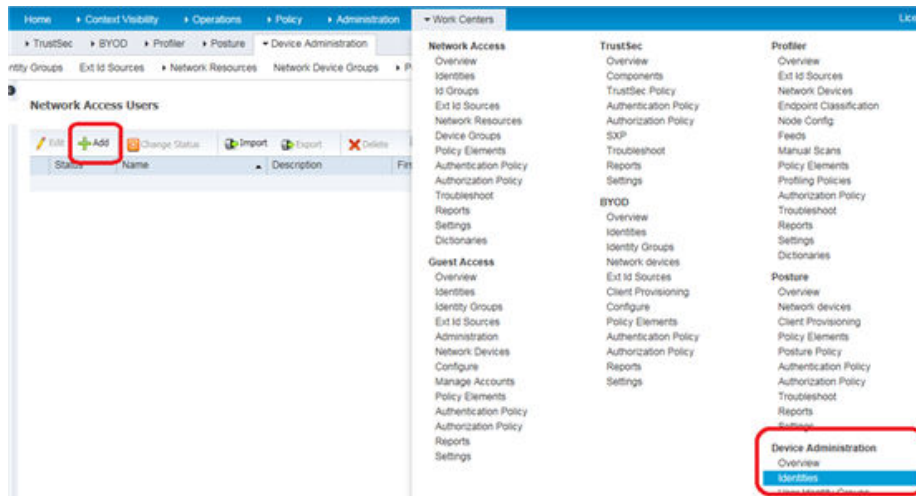 Home Context Visibility Operations Policy Administration Work Centers
TrustSec BYOD Profiler Posture Device Administration
Groups Ext Id Sources Network Resources Network Device Groups
Network Access Users
Edit Add Change Status Import Export Delete
Status Name Description
Network Access
Overview
Identities
Id Groups
Ext Id Sources
Network Resources
Device Groups
Policy Elements
Authentication Policy
Authorization Policy
Troubleshoot
Reports
Settings
Dictionaries
Guest Access
Overview
Identities
Identity Groups
Ext Id Sources
Administration
Network Devices
Configure
Manage Accounts
Policy Elements
Authentication Policy
Authorization Policy
Reports
Settings
TrustSec
Overview
Components
TrustSec Policy
Authentication Policy
Authorization Policy
SXP
Troubleshoot
Reports
Settings
BYOD
Overview
Identities
Identity Groups
Network devices
Ext Id Sources
Client Provisioning
Configure
Policy Elements
Authentication Policy
Authorization Policy
Reports
Settings
Profiler
Overview
Ext Id Sources
Network Devices
Endpoint Classification
Node Config
Feeds
Manual Scans
Policy Elements
Profiling Policies
Authorization Policy
Troubleshoot
Reports
Settings
Dictionaries
Posture
Overview
Network devices
Client Provisioning
Policy Elements
Posture Policy
Authentication Policy
Authorization Policy
Troubleshoot
Reports
Settings
Device Administration
Overview
Identities
User Identity Groups